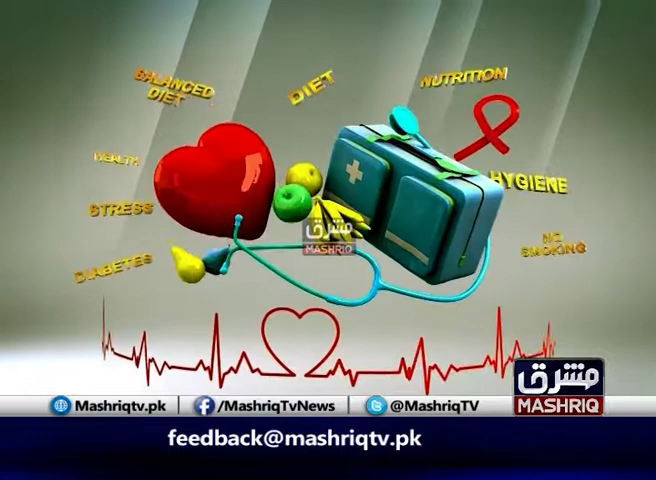 BALANCED
DIET
DIET
NUTRITION
HEALTH
HYGIENE
STRESS
NO
SMOKING
DIABETES
مشرق
MASHRIQ
مشرق
MASHRIQ
Mashriqtv.pk
/MashriqTvNews
@MashriqTV
feedback@mashriqtv.pk